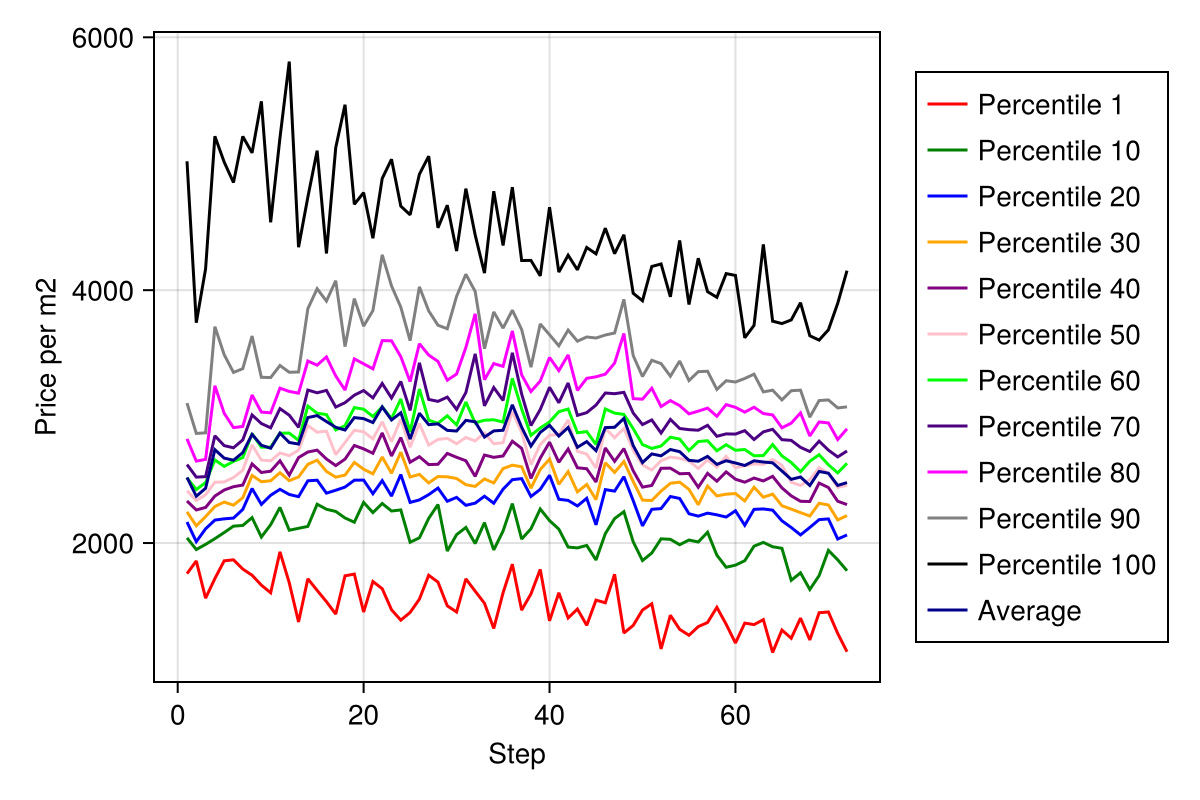 6000
4000
2000
Price per m2
0 20 40 60
Step
Percentile 1
Percentile 10
Percentile 20
Percentile 30
Percentile 40
Percentile 50
Percentile 60
Percentile 70
Percentile 80
Percentile 90
Percentile 100
Average